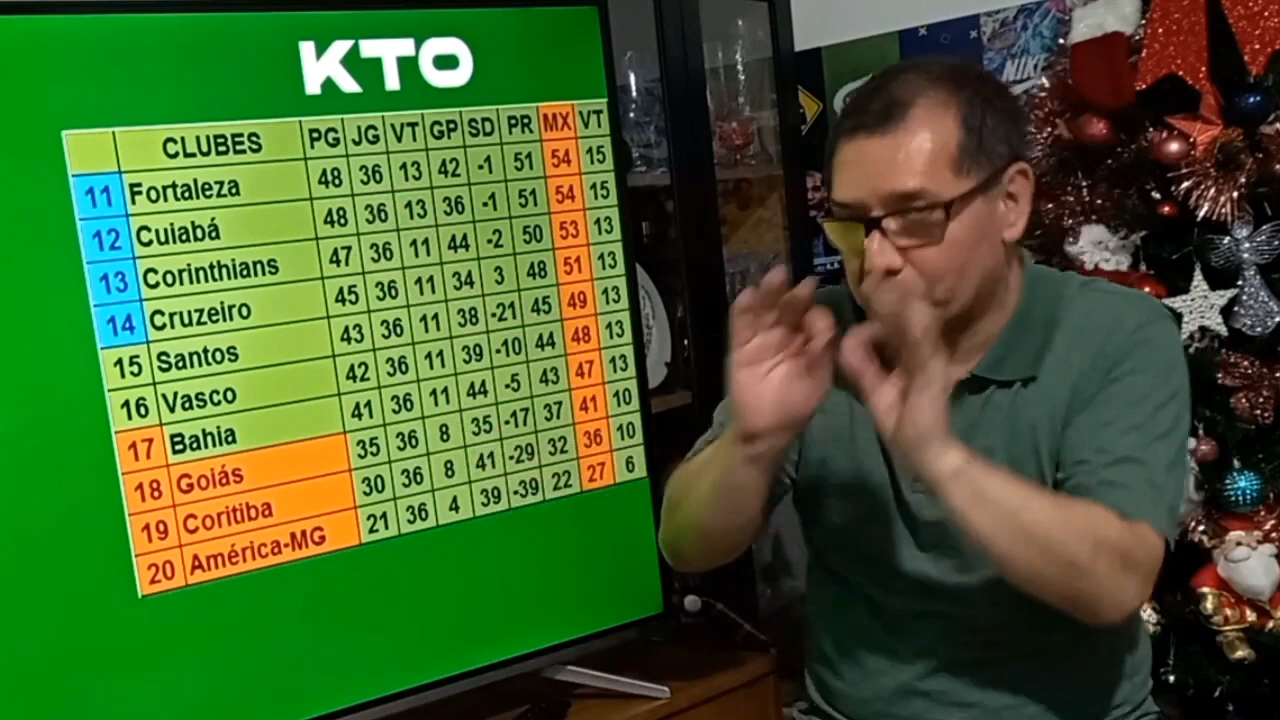 KTO
CLUBES PG JG VT GP SD PR MX VT
11 Fortaleza 48 36 13 42 -1 51 54 15
12 Cuiabá 48 36 13 36 -1 51 54 15
13 Corinthians 47 36 11 44 -2 50 53 13
14 Cruzeiro 45 36 11 34 3 48 51 13
15 Santos 43 36 11 38 -21 45 49 13
16 Vasco 42 36 11 39 -10 44 48 13
17 Bahia 41 36 11 44 -5 43 47 13
18 Goiás 35 36 8 35 -17 37 41 10
19 Coritiba 30 36 8 41 -29 32 36 10
20 América-MG 21 36 4 39 -39 22 27 6
NIKE